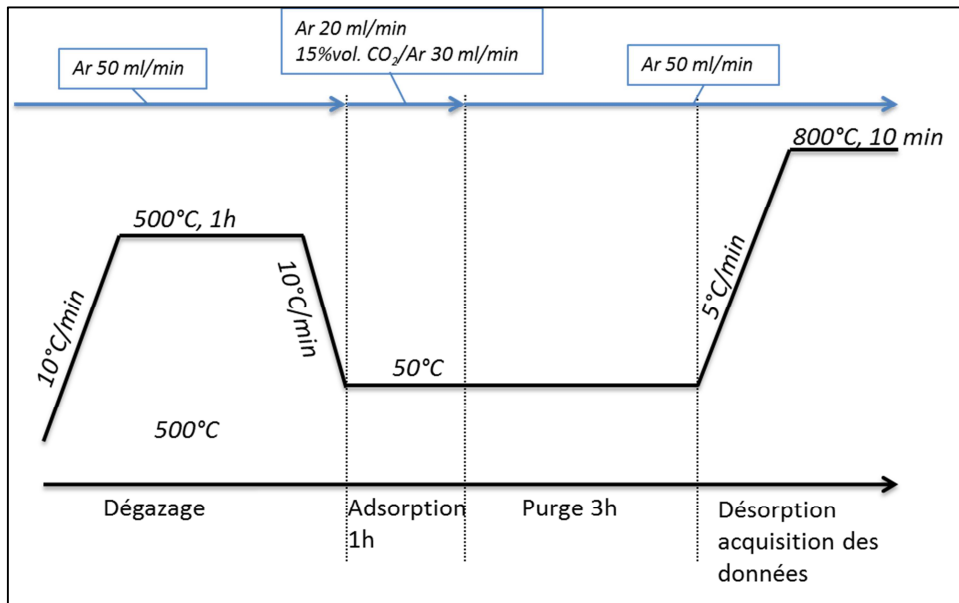 Ar 50 ml/min
Ar 20 ml/min
15%vol. CO₂/Ar 30 ml/min
Ar 50 ml/min
10°C/min
500°C, 1h
10°C/min
50°C
5°C/min
800°C, 10 min
500°C
Dégazage
Adsorption
1h
Purge 3h
Désorption
acquisition des
données